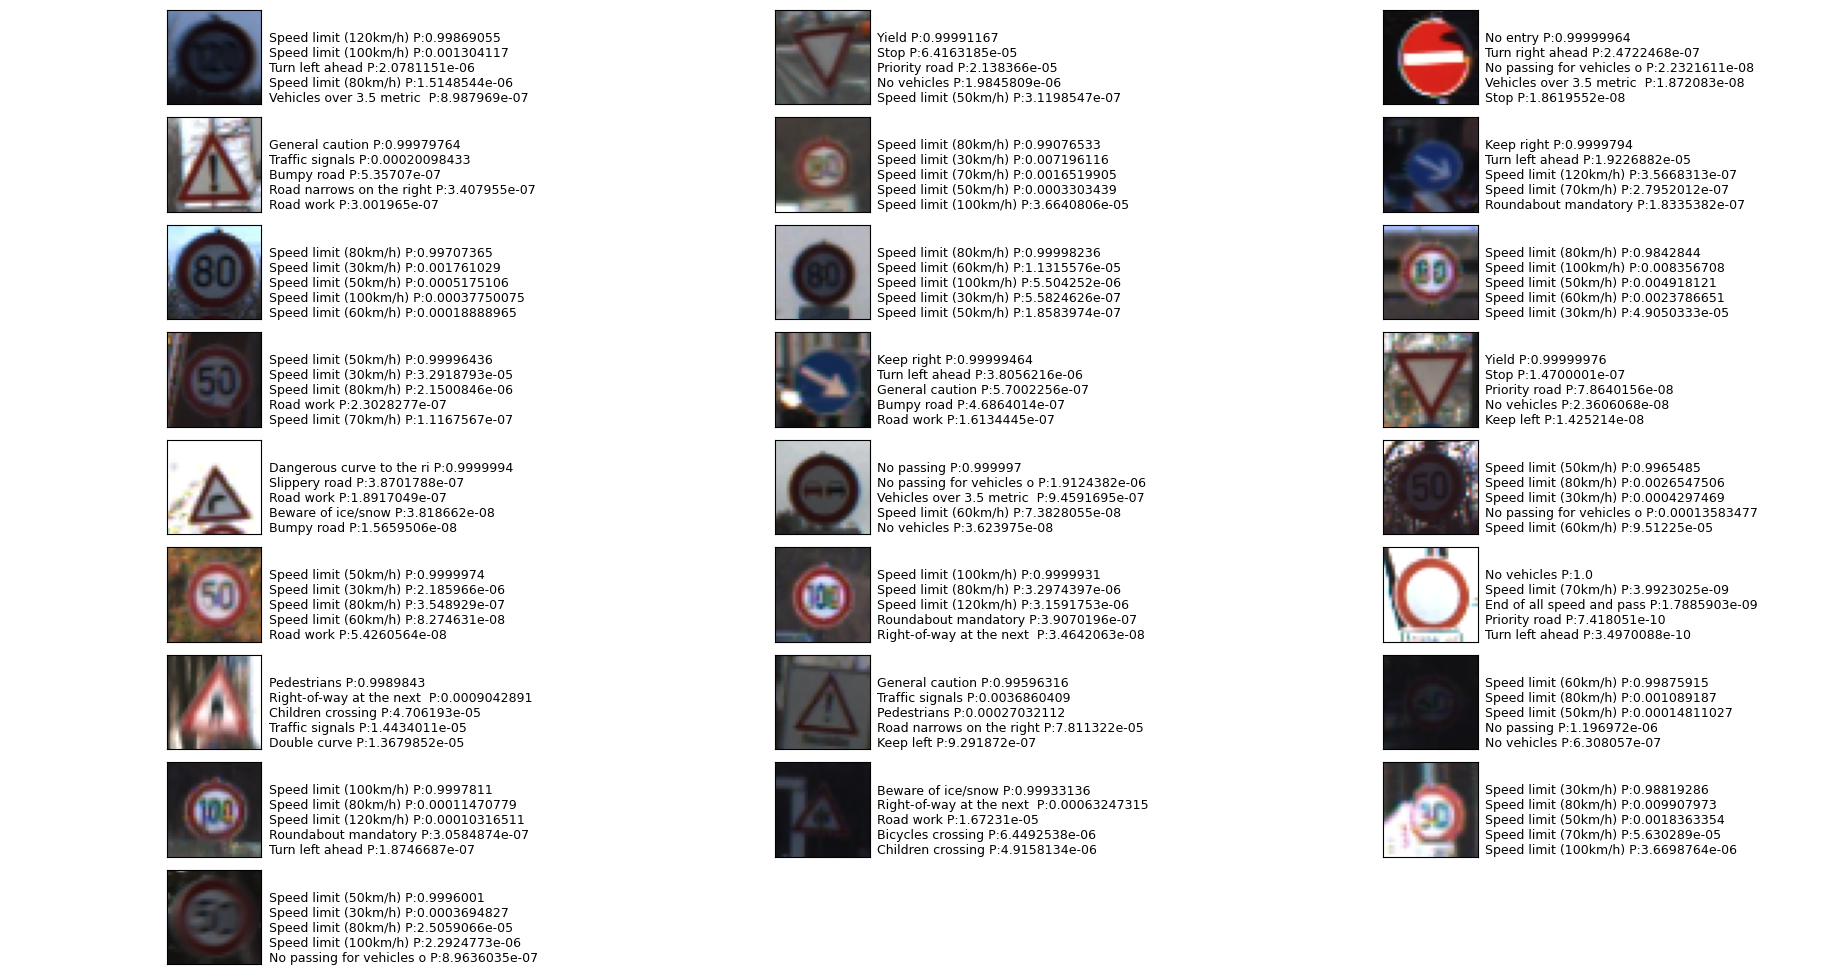 Speed limit (120km/h) P:0.99869055
Speed limit (100km/h) P:0.001304117
Turn left ahead P:2.0781151e-06
Speed limit (80km/h) P:1.5148544e-06
Vehicles over 3.5 metric P:8.987969e-07
Yield P:0.99991167
Stop P:6.4163185e-05
Priority road P:2.138366e-05
No vehicles P:1.9845809e-06
Speed limit (50km/h) P:3.1198547e-07
No entry P:0.99999964
Turn right ahead P:2.4722468e-07
No passing for vehicles o P:2.2321611e-08
Vehicles over 3.5 metric P:1.872083e-08
Stop P:1.8619552e-08
General caution P:0.99979764
Traffic signals P:0.00020098433
Bumpy road P:5.35707e-07
Road narrows on the right P:3.407955e-07
Road work P:3.001965e-07
Speed limit (80km/h) P:0.99076533
Speed limit (30km/h) P:0.007196116
Speed limit (70km/h) P:0.0016519905
Speed limit (50km/h) P:0.0003303439
Speed limit (100km/h) P:3.6640806e-05
Keep right P:0.9999794
Turn left ahead P:1.9226882e-05
Speed limit (120km/h) P:3.5668313e-07
Speed limit (70km/h) P:2.7952012e-07
Roundabout mandatory P:1.8335382e-07
80
Speed limit (80km/h) P:0.99707365
Speed limit (30km/h) P:0.001761029
Speed limit (50km/h) P:0.0005175106
Speed limit (100km/h) P:0.00037750075
Speed limit (60km/h) P:0.00018888965
80
Speed limit (80km/h) P:0.99998236
Speed limit (60km/h) P:1.1315576e-05
Speed limit (100km/h) P:5.504252e-06
Speed limit (30km/h) P:5.5824626e-07
Speed limit (50km/h) P:1.8583974e-07
Speed limit (80km/h) P:0.9842844
Speed limit (100km/h) P:0.008356708
Speed limit (50km/h) P:0.004918121
Speed limit (60km/h) P:0.0023786651
Speed limit (30km/h) P:4.9050333e-05
50
Speed limit (50km/h) P:0.99996436
Speed limit (30km/h) P:3.2918793e-05
Speed limit (80km/h) P:2.1500846e-06
Road work P:2.3028277e-07
Speed limit (70km/h) P:1.1167567e-07
Keep right P:0.99999464
Turn left ahead P:3.8056216e-06
General caution P:5.7002256e-07
Bumpy road P:4.6864014e-07
Road work P:1.6134445e-07
Yield P:0.99999976
Stop P:1.4700001e-07
Priority road P:7.8640156e-08
No vehicles P:2.3606068e-08
Keep left P:1.425214e-08
Dangerous curve to the ri P:0.9999994
Slippery road P:3.8701788e-07
Road work P:1.8917049e-07
Beware of ice/snow P:3.818662e-08
Bumpy road P:1.5659506e-08
No passing P:0.999997
No passing for vehicles o P:1.9124382e-06
Vehicles over 3.5 metric P:9.4591695e-07
Speed limit (60km/h) P:7.3828055e-08
No vehicles P:3.623975e-08
50
Speed limit (50km/h) P:0.9965485
Speed limit (80km/h) P:0.0026547506
Speed limit (30km/h) P:0.0004297469
No passing for vehicles o P:0.00013583477
Speed limit (60km/h) P:9.51225e-05
50
Speed limit (50km/h) P:0.9999974
Speed limit (30km/h) P:2.185966e-06
Speed limit (80km/h) P:3.548929e-07
Speed limit (60km/h) P:8.274631e-08
Road work P:5.4260564e-08
100
Speed limit (100km/h) P:0.9999931
Speed limit (80km/h) P:3.2974397e-06
Speed limit (120km/h) P:3.1591753e-06
Roundabout mandatory P:3.9070196e-07
Right-of-way at the next P:3.4642063e-08
No vehicles P:1.0
Speed limit (70km/h) P:3.9923025e-09
End of all speed and pass P:1.7885903e-09
Priority road P:7.418051e-10
Turn left ahead P:3.4970088e-10
Pedestrians P:0.9989843
Right-of-way at the next P:0.0009042891
Children crossing P:4.706193e-05
Traffic signals P:1.4434011e-05
Double curve P:1.3679852e-05
General caution P:0.99596316
Traffic signals P:0.0036860409
Pedestrians P:0.00027032112
Road narrows on the right P:7.811322e-05
Keep left P:9.291872e-07
Speed limit (60km/h) P:0.99875915
Speed limit (80km/h) P:0.001089187
Speed limit (50km/h) P:0.00014811027
No passing P:1.196972e-06
No vehicles P:6.308057e-07
100
Speed limit (100km/h) P:0.9997811
Speed limit (80km/h) P:0.00011470779
Speed limit (120km/h) P:0.00010316511
Roundabout mandatory P:3.0584874e-07
Turn left ahead P:1.8746687e-07
Beware of ice/snow P:0.99933136
Right-of-way at the next P:0.00063247315
Road work P:1.67231e-05
Bicycles crossing P:6.4492538e-06
Children crossing P:4.9158134e-06
30
Speed limit (30km/h) P:0.98819286
Speed limit (80km/h) P:0.009907973
Speed limit (50km/h) P:0.0018363354
Speed limit (70km/h) P:5.630289e-05
Speed limit (100km/h) P:3.6698764e-06
50
Speed limit (50km/h) P:0.9996001
Speed limit (30km/h) P:0.0003694827
Speed limit (80km/h) P:2.5059066e-05
Speed limit (100km/h) P:2.2924773e-06
No passing for vehicles o P:8.9636035e-07